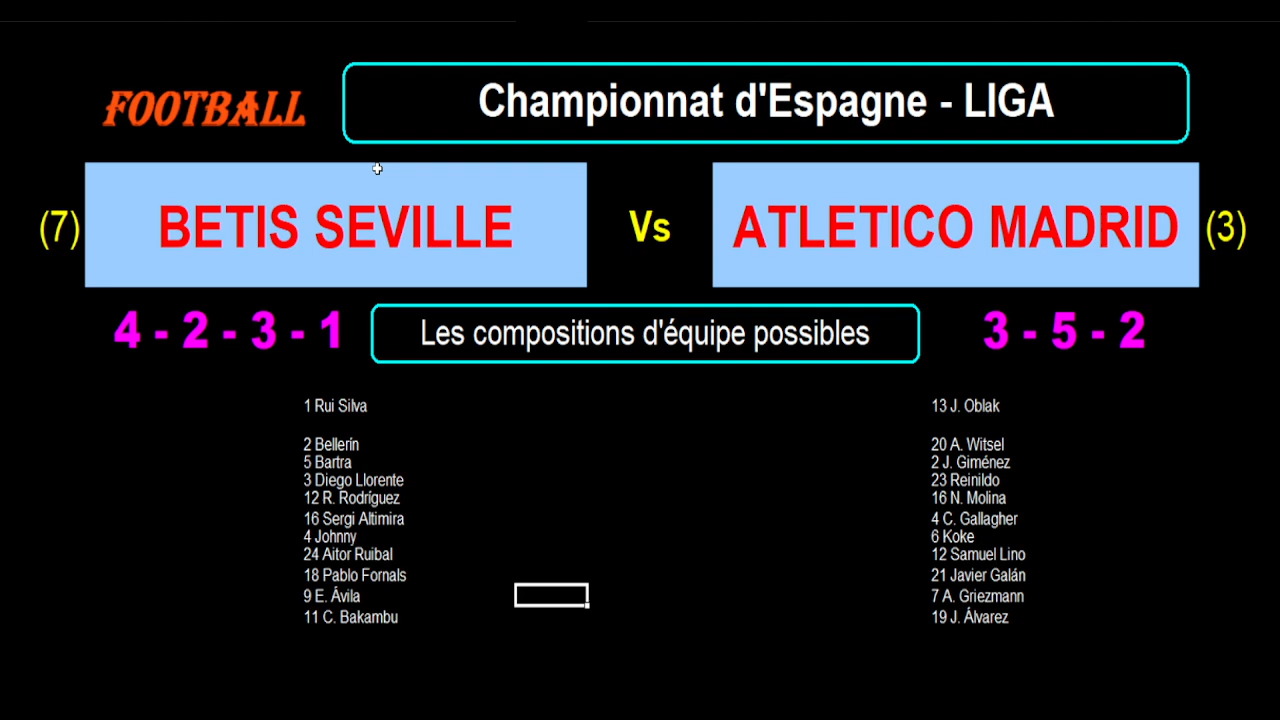 FOOTBALL
Championnat d'Espagne - LIGA
(7) BETIS SEVILLE Vs ATLETICO MADRID (3)
4 - 2 - 3 - 1 Les compositions d'équipe possibles 3 - 5 - 2
1 Rui Silva
2 Bellerín
5 Bartra
3 Diego Llorente
12 R. Rodríguez
16 Sergi Altimira
4 Johnny
24 Aitor Ruibal
18 Pablo Fornals
9 E. Ávila
11 C. Bakambu
13 J. Oblak
20 A. Witsel
2 J. Giménez
23 Reinildo
16 N. Molina
4 C. Gallagher
6 Koke
12 Samuel Lino
21 Javier Galán
7 A. Griezmann
19 J. Álvarez